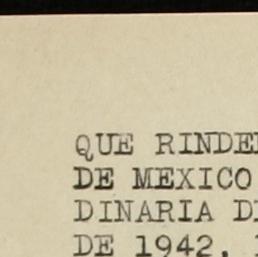 QUE RINDE
DE MEXICO
DINARIA D
DE 1942,